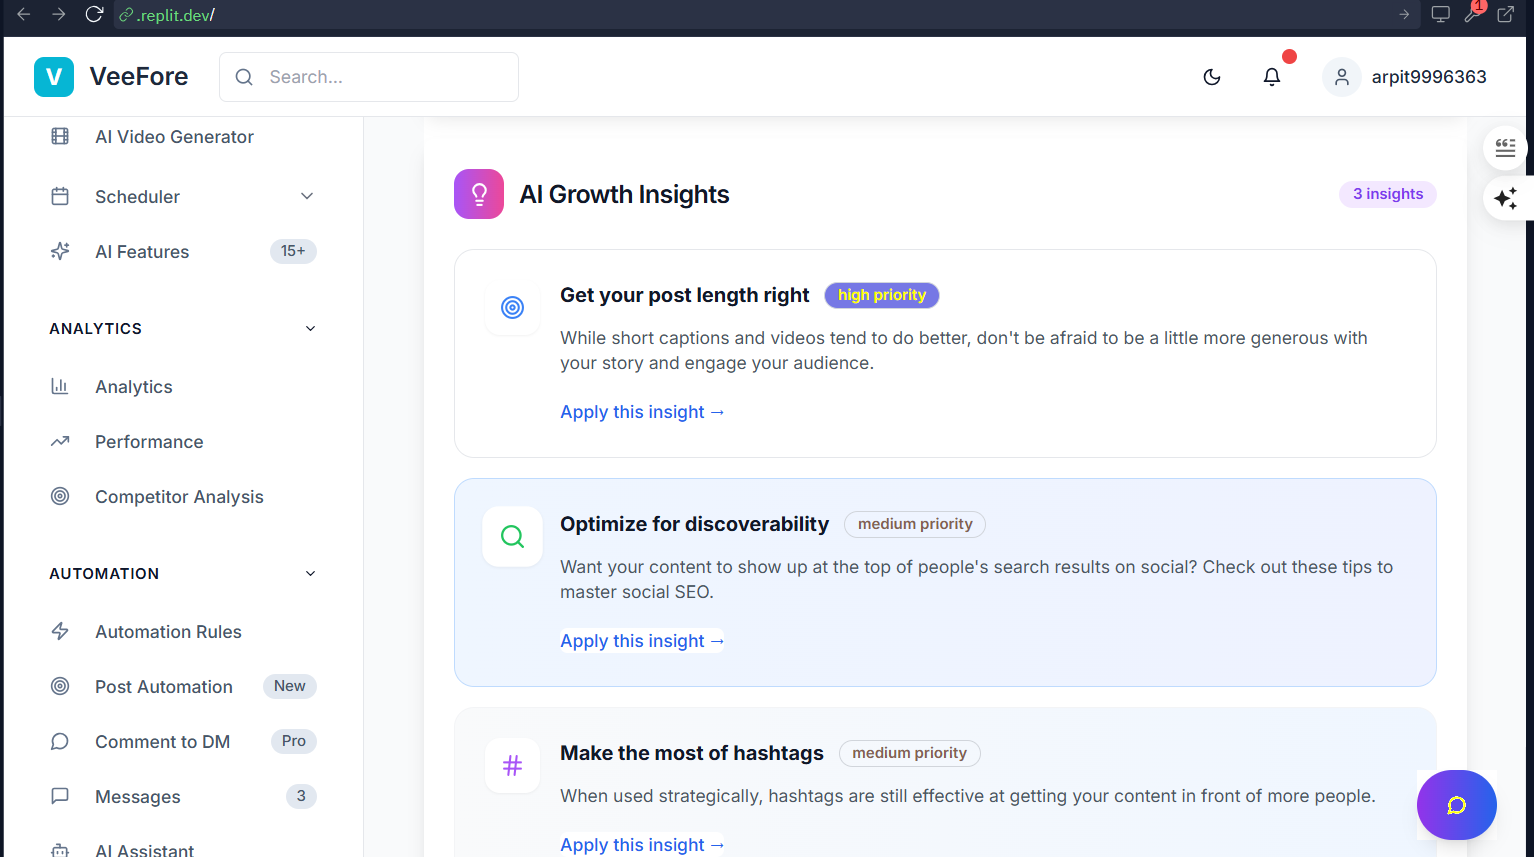 .replit.dev/
1
V
VeeFore
Search...
arpit9996363
AI Video Generator
Scheduler
AI Features
15+
ANALYTICS
Analytics
Performance
Competitor Analysis
AUTOMATION
Automation Rules
Post Automation
New
Comment to DM
Pro
Messages
3
AI Assistant
AI Growth Insights
3 insights
Get your post length right
high priority
While short captions and videos tend to do better, don't be afraid to be a little more generous with
your story and engage your audience.
Apply this insight →
Optimize for discoverability
medium priority
Want your content to show up at the top of people's search results on social? Check out these tips to
master social SEO.
Apply this insight →
#
Make the most of hashtags
medium priority
When used strategically, hashtags are still effective at getting your content in front of more people.
Apply this insight →